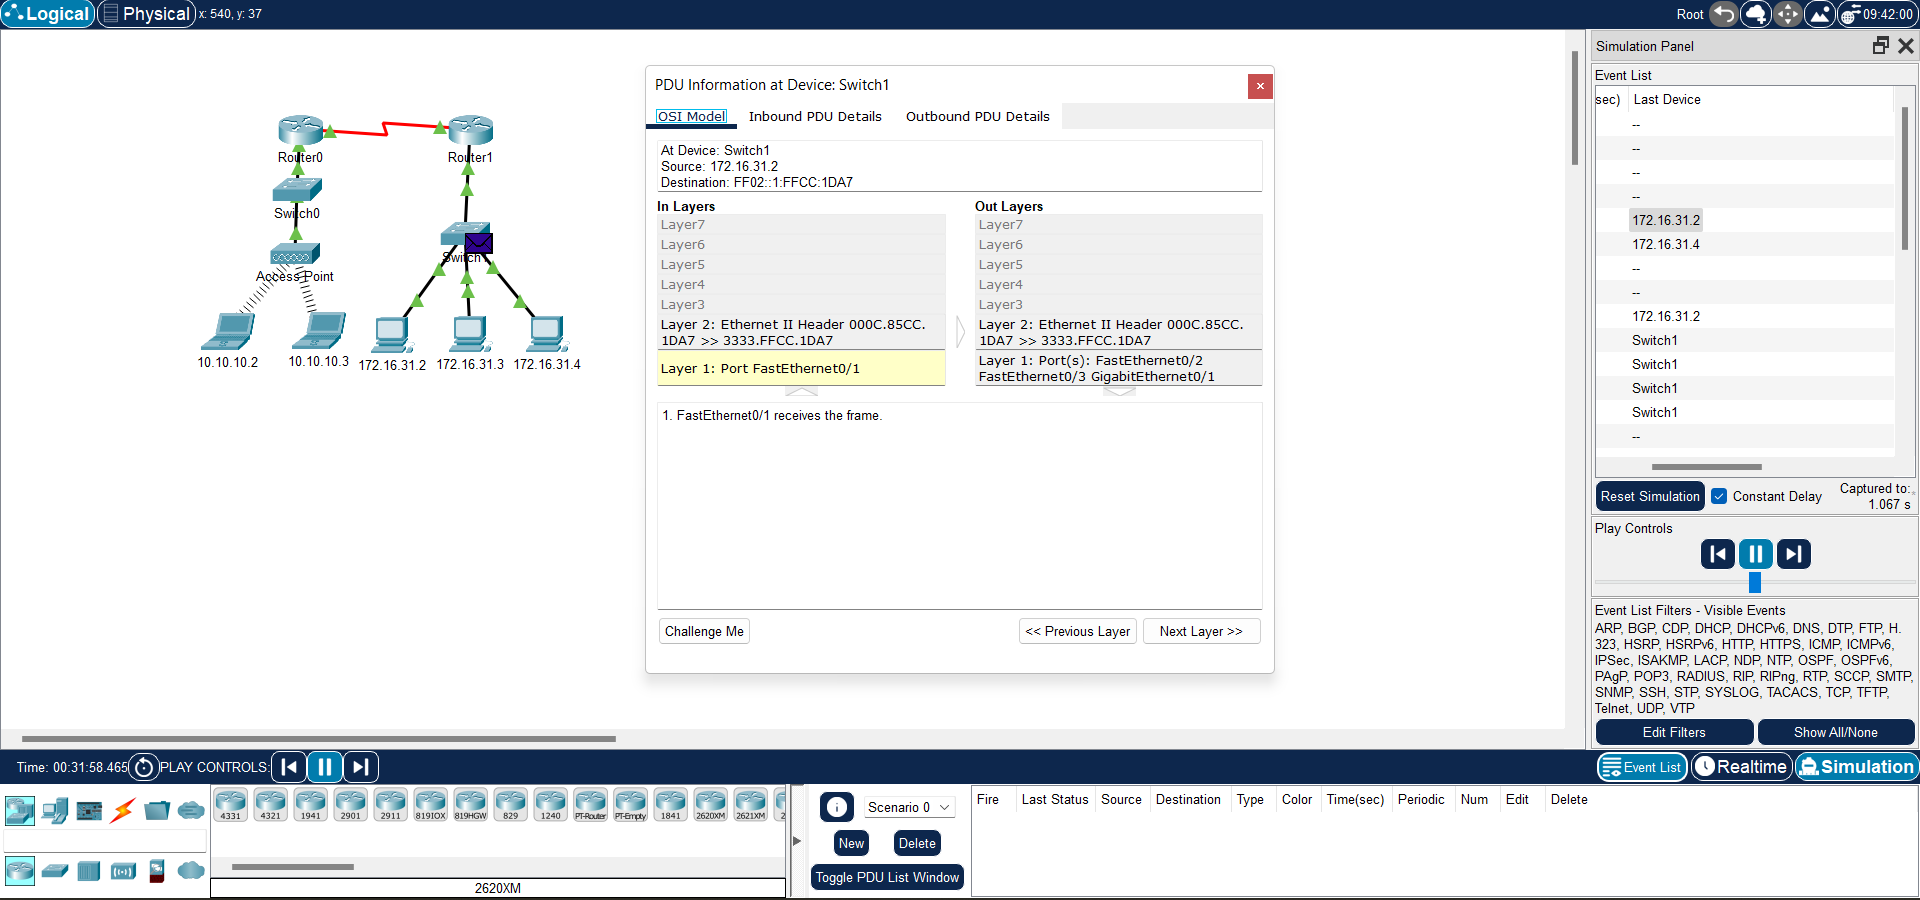 Logical
Physical
x: 540, y: 37
Root
09:42:00
Router0
Router1
Switch0
Access Point
10.10.10.2
10.10.10.3
172.16.31.2
172.16.31.3
172.16.31.4
PDU Information at Device: Switch1
OSI Model
Inbound PDU Details
Outbound PDU Details
At Device: Switch1
Source: 172.16.31.2
Destination: FF02::1:FFCC:1DA7
In Layers
Layer7
Layer6
Layer5
Layer4
Layer3
Layer 2: Ethernet II Header 000C.85CC.
1DA7 >> 3333.FFCC.1DA7
Layer 1: Port FastEthernet0/1
Out Layers
Layer7
Layer6
Layer5
Layer4
Layer3
Layer 2: Ethernet II Header 000C.85CC.
1DA7 >> 3333.FFCC.1DA7
Layer 1: Port(s): FastEthernet0/2
FastEthernet0/3 GigabitEthernet0/1
1. FastEthernet0/1 receives the frame.
Challenge Me
<< Previous Layer
Next Layer >>
Simulation Panel
Event List
sec)
Last Device
--
--
--
--
172.16.31.2
172.16.31.4
--
--
172.16.31.2
Switch1
Switch1
Switch1
Switch1
--
Reset Simulation
Constant Delay
Captured to:
1.067 s
Play Controls
Event List Filters - Visible Events
ARP, BGP, CDP, DHCP, DHCPv6, DNS, DTP, FTP, H.
323, HSRP, HSRPv6, HTTP, HTTPS, ICMP, ICMPv6,
IPSec, ISAKMP, LACP, NDP, NTP, OSPF, OSPFv6,
PAgP, POP3, RADIUS, RIP, RIPng, RTP, SCCP, SMTP,
SNMP, SSH, STP, SYSLOG, TACACS, TCP, TFTP,
Telnet, UDP, VTP
Edit Filters
Show All/None
Time: 00:31:58.465
PLAY CONTROLS:
Event List
Realtime
Simulation
4331
4321
1941
2901
2911
819IOX
819HGW
829
1240
PT-Router
PT-Empty
1841
2620XM
2621XM
2620XM
Scenario 0
New
Delete
Toggle PDU List Window
Fire
Last Status
Source
Destination
Type
Color
Time(sec)
Periodic
Num
Edit
Delete